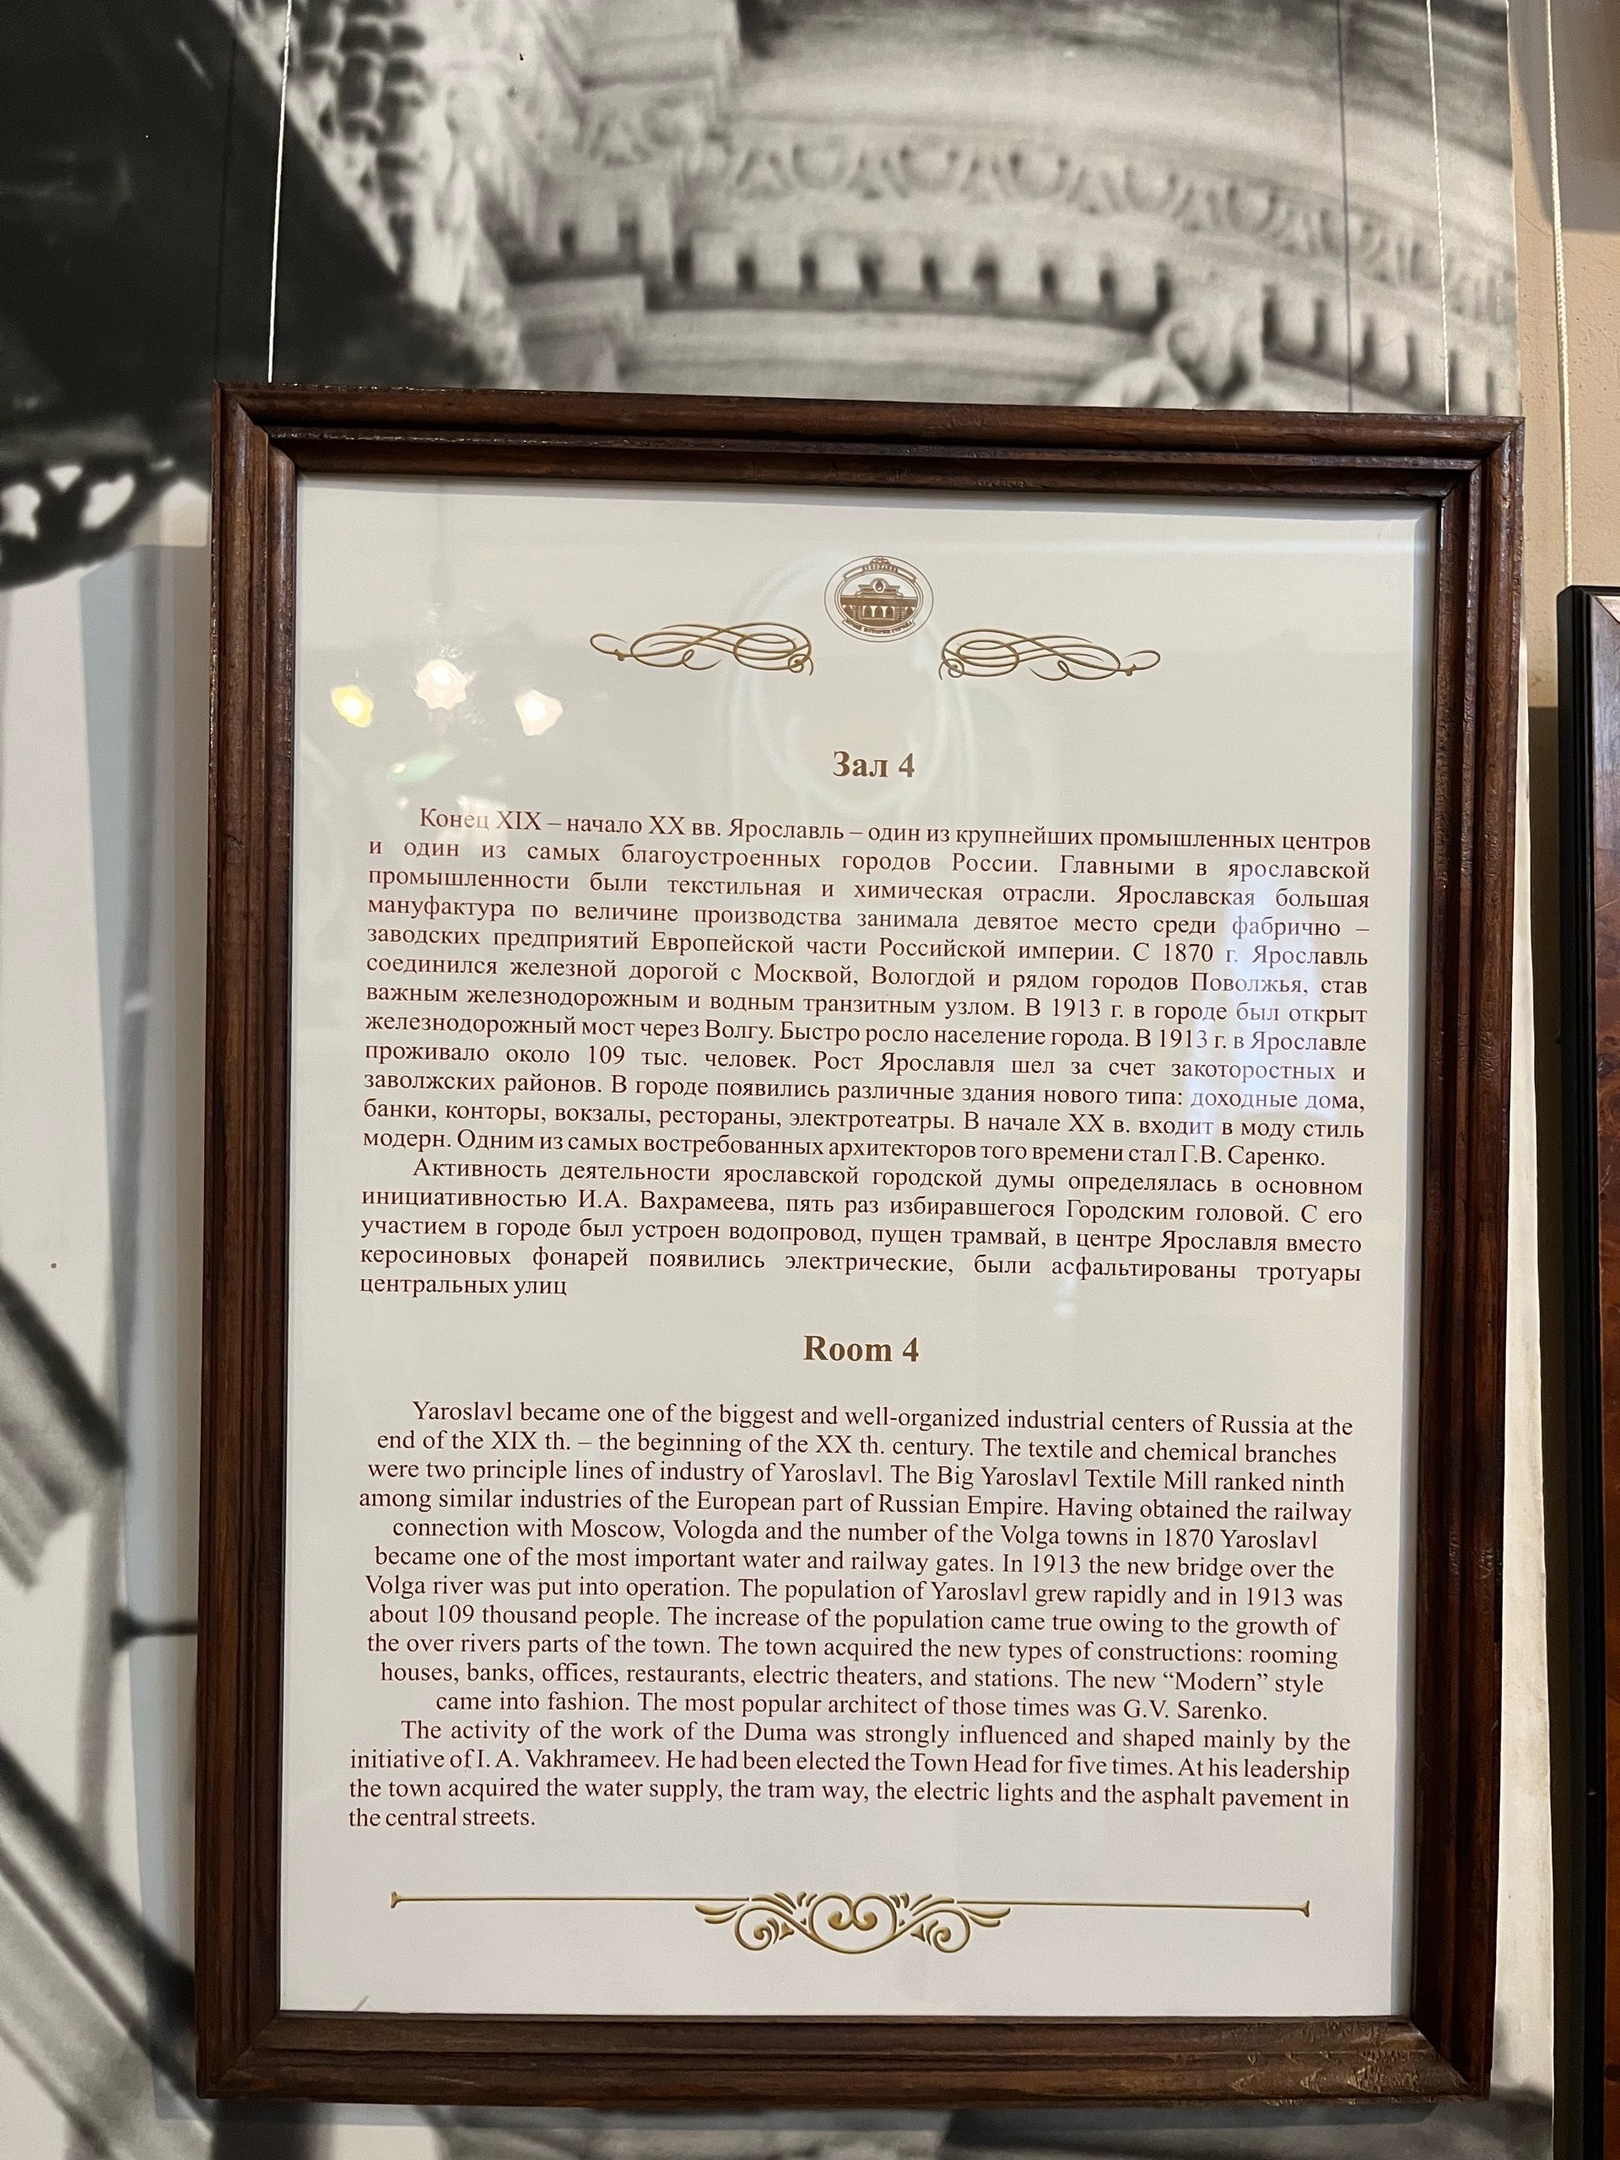 Зал 4
Конец XIX – начало XX вв. Ярославль – один из крупнейших промышленных центров
и один из самых благоустроенных городов России. Главными в ярославской
промышленности были текстильная и химическая отрасли. Ярославская большая
мануфактура по величине производства занимала девятое место среди фабрично –
заводских предприятий Европейской части Российской империи. С 1870 г. Ярославль
соединился железной дорогой с Москвой, Вологдой и рядом городов Поволжья, став
важным железнодорожным и водным транзитным узлом. В 1913 г. в городе был открыт
железнодорожный мост через Волгу. Быстро росло население города. В 1913 г. в Ярославле
проживало около 109 тыс. человек. Рост Ярославля шел за счет закоторостных и
заволжских районов. В городе появились различные здания нового типа: доходные дома,
банки, конторы, вокзалы, рестораны, электротеатры. В начале XX в. входит в моду стиль
модерн. Одним из самых востребованных архитекторов того времени стал Г.В. Саренко.
Активность деятельности ярославской городской думы определялась в основном
инициативностью И.А. Вахрамеева, пять раз избиравшегося Городским головой. С его
участием в городе был устроен водопровод, пущен трамвай, в центре Ярославля вместо
керосиновых фонарей появились электрические, были асфальтированы тротуары
центральных улиц
Room 4
Yaroslavl became one of the biggest and well-organized industrial centers of Russia at the
end of the XIX th. – the beginning of the XX th. century. The textile and chemical branches
were two principle lines of industry of Yaroslavl. The Big Yaroslavl Textile Mill ranked ninth
among similar industries of the European part of Russian Empire. Having obtained the railway
connection with Moscow, Vologda and the number of the Volga towns in 1870 Yaroslavl
became one of the most important water and railway gates. In 1913 the new bridge over the
Volga river was put into operation. The population of Yaroslavl grew rapidly and in 1913 was
about 109 thousand people. The increase of the population came true owing to the growth of
the over rivers parts of the town. The town acquired the new types of constructions: rooming
houses, banks, offices, restaurants, electric theaters, and stations. The new “Modern” style
came into fashion. The most popular architect of those times was G.V. Sarenko.
The activity of the work of the Duma was strongly influenced and shaped mainly by the
initiative of I. A. Vakhrameev. He had been elected the Town Head for five times. At his leadership
the town acquired the water supply, the tram way, the electric lights and the asphalt pavement in
the central streets.